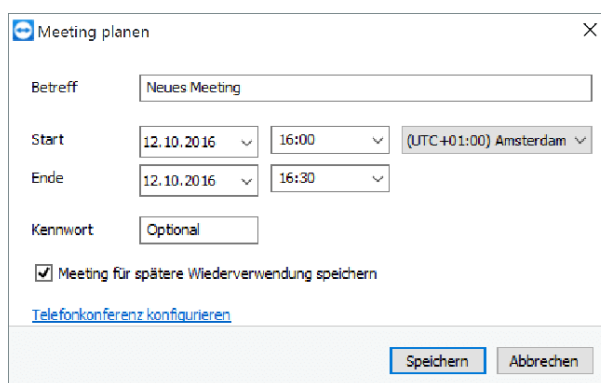 Meeting planen
Betreff Neues Meeting
Start 12.10.2016 16:00 (UTC+01:00) Amsterdam
Ende 12.10.2016 16:30
Kennwort Optional
Meeting für spätere Wiederverwendung speichern
Telefonkonferenz konfigurieren
Speichern Abbrechen